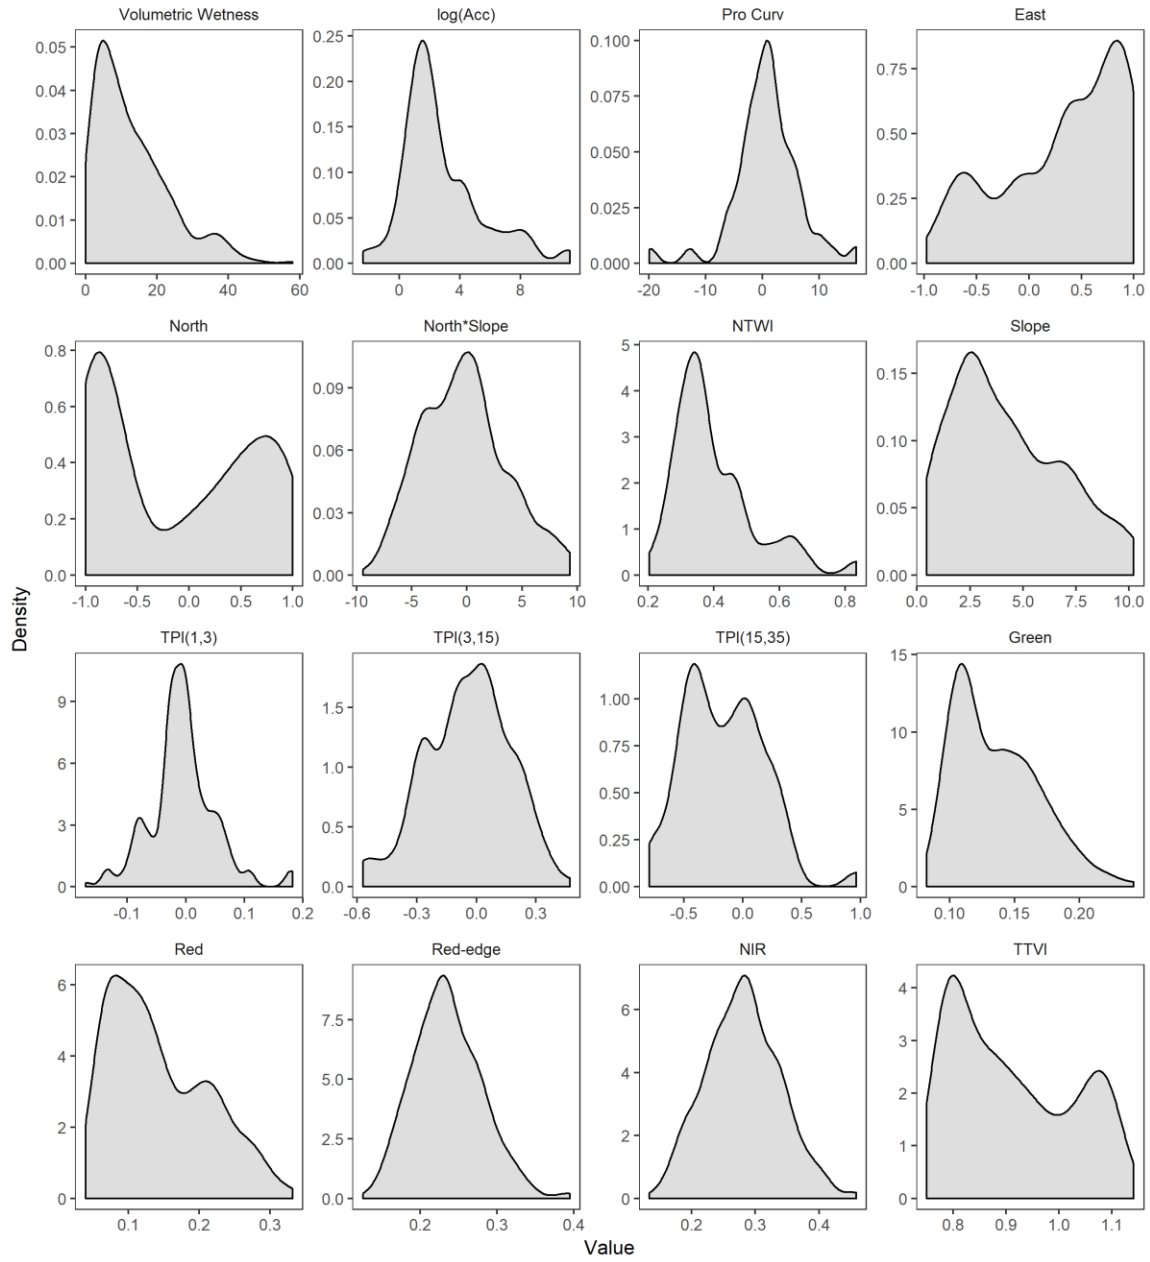 Volumetric Wetness log(Acc) Pro Curv East
0.05 0.04 0.03 0.02 0.01 0.00
0.25 0.20 0.15 0.10 0.05 0.00
0.100 0.075 0.050 0.025 0.000
0.75 0.50 0.25 0.00
0 20 40 60 0 4 8 -20 -10 0 10 -1.0 -0.5 0.0 0.5 1.0
North North*Slope NTWI Slope
0.8 0.6 0.4 0.2 0.0
0.09 0.06 0.03 0.00
5 4 3 2 1 0
0.15 0.10 0.05 0.00
-1.0 -0.5 0.0 0.5 1.0 -10 -5 0 5 10 0.2 0.4 0.6 0.8 0.0 2.5 5.0 7.5 10.0
Density
TPI(1,3) TPI(3,15) TPI(15,35) Green
9 6 3 0
1.5 1.0 0.5 0.0
1.00 0.75 0.50 0.25 0.00
15 10 5 0
-0.1 0.0 0.1 0.2 -0.6 -0.3 0.0 0.3 -0.5 0.0 0.5 1.0 0.10 0.15 0.20
Red Red-edge NIR TTVI
6 4 2 0
7.5 5.0 2.5 0.0
6 4 2 0
4 3 2 1 0
0.1 0.2 0.3 0.2 0.3 0.4 0.2 0.3 0.4 0.8 0.9 1.0 1.1
Value